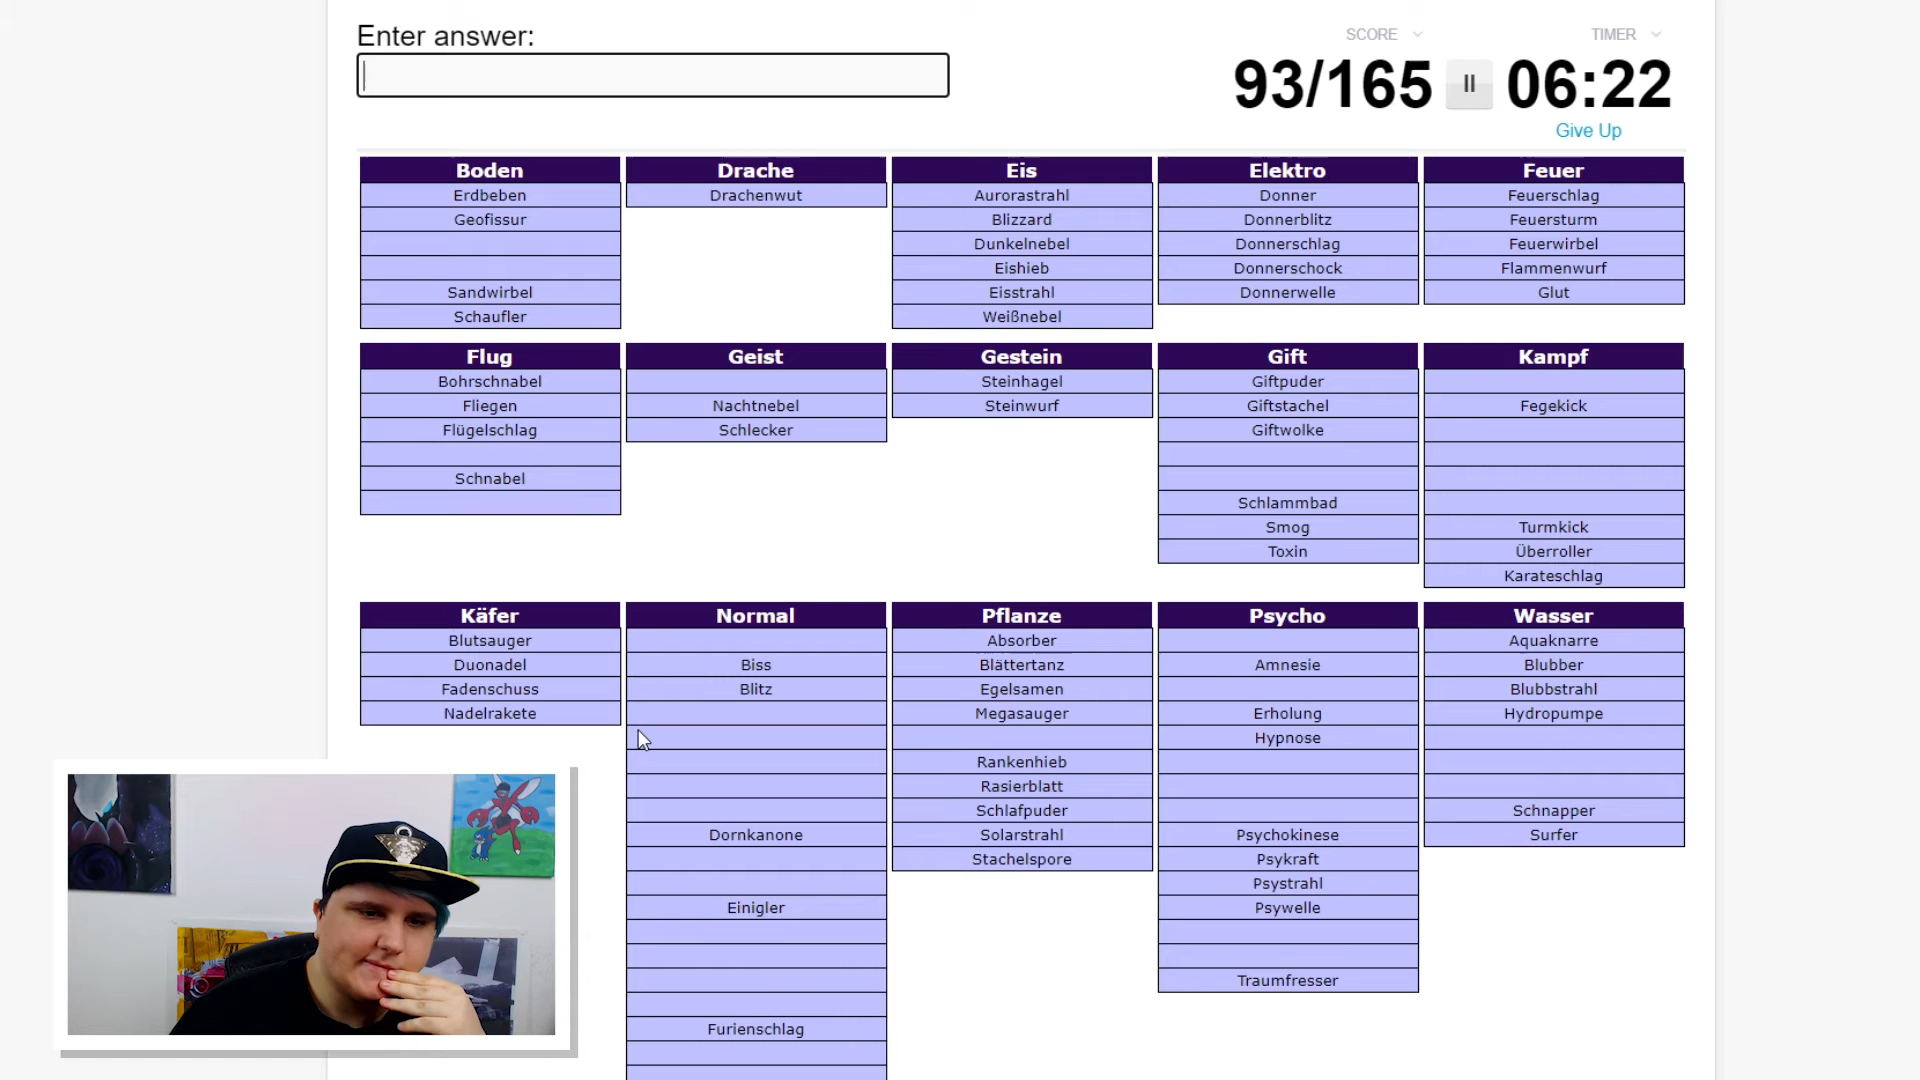 Enter answer:
SCORE
TIMER
93/165
06:22
Give Up
Boden
Erdbeben
Geofissur
Sandwirbel
Schaufler
Drache
Drachenwut
Eis
Aurorastrahl
Blizzard
Dunkelnebel
Eishieb
Eisstrahl
Weißnebel
Elektro
Donner
Donnerblitz
Donnerschlag
Donnerschock
Donnerwelle
Feuer
Feuerschlag
Feuersturm
Feuerwirbel
Flammenwurf
Glut
Flug
Bohrschnabel
Fliegen
Flügelschlag
Schnabel
Geist
Nachtnebel
Schlecker
Gestein
Steinhagel
Steinwurf
Gift
Giftpuder
Giftstachel
Giftwolke
Schlammbad
Smog
Toxin
Kampf
Fegekick
Turmkick
Überroller
Karateschlag
Käfer
Blutsauger
Duonadel
Fadenschuss
Nadelrakete
Normal
Biss
Blitz
Dornkanone
Einigler
Furienschlag
Pflanze
Absorber
Blättertanz
Egelsamen
Megasauger
Rankenhieb
Rasierblatt
Schlafpuder
Solarstrahl
Stachelspore
Psycho
Amnesie
Erholung
Hypnose
Psychokinese
Psykraft
Psystrahl
Psywelle
Traumfresser
Wasser
Aquaknarre
Blubber
Blubbstrahl
Hydropumpe
Schnapper
Surfer